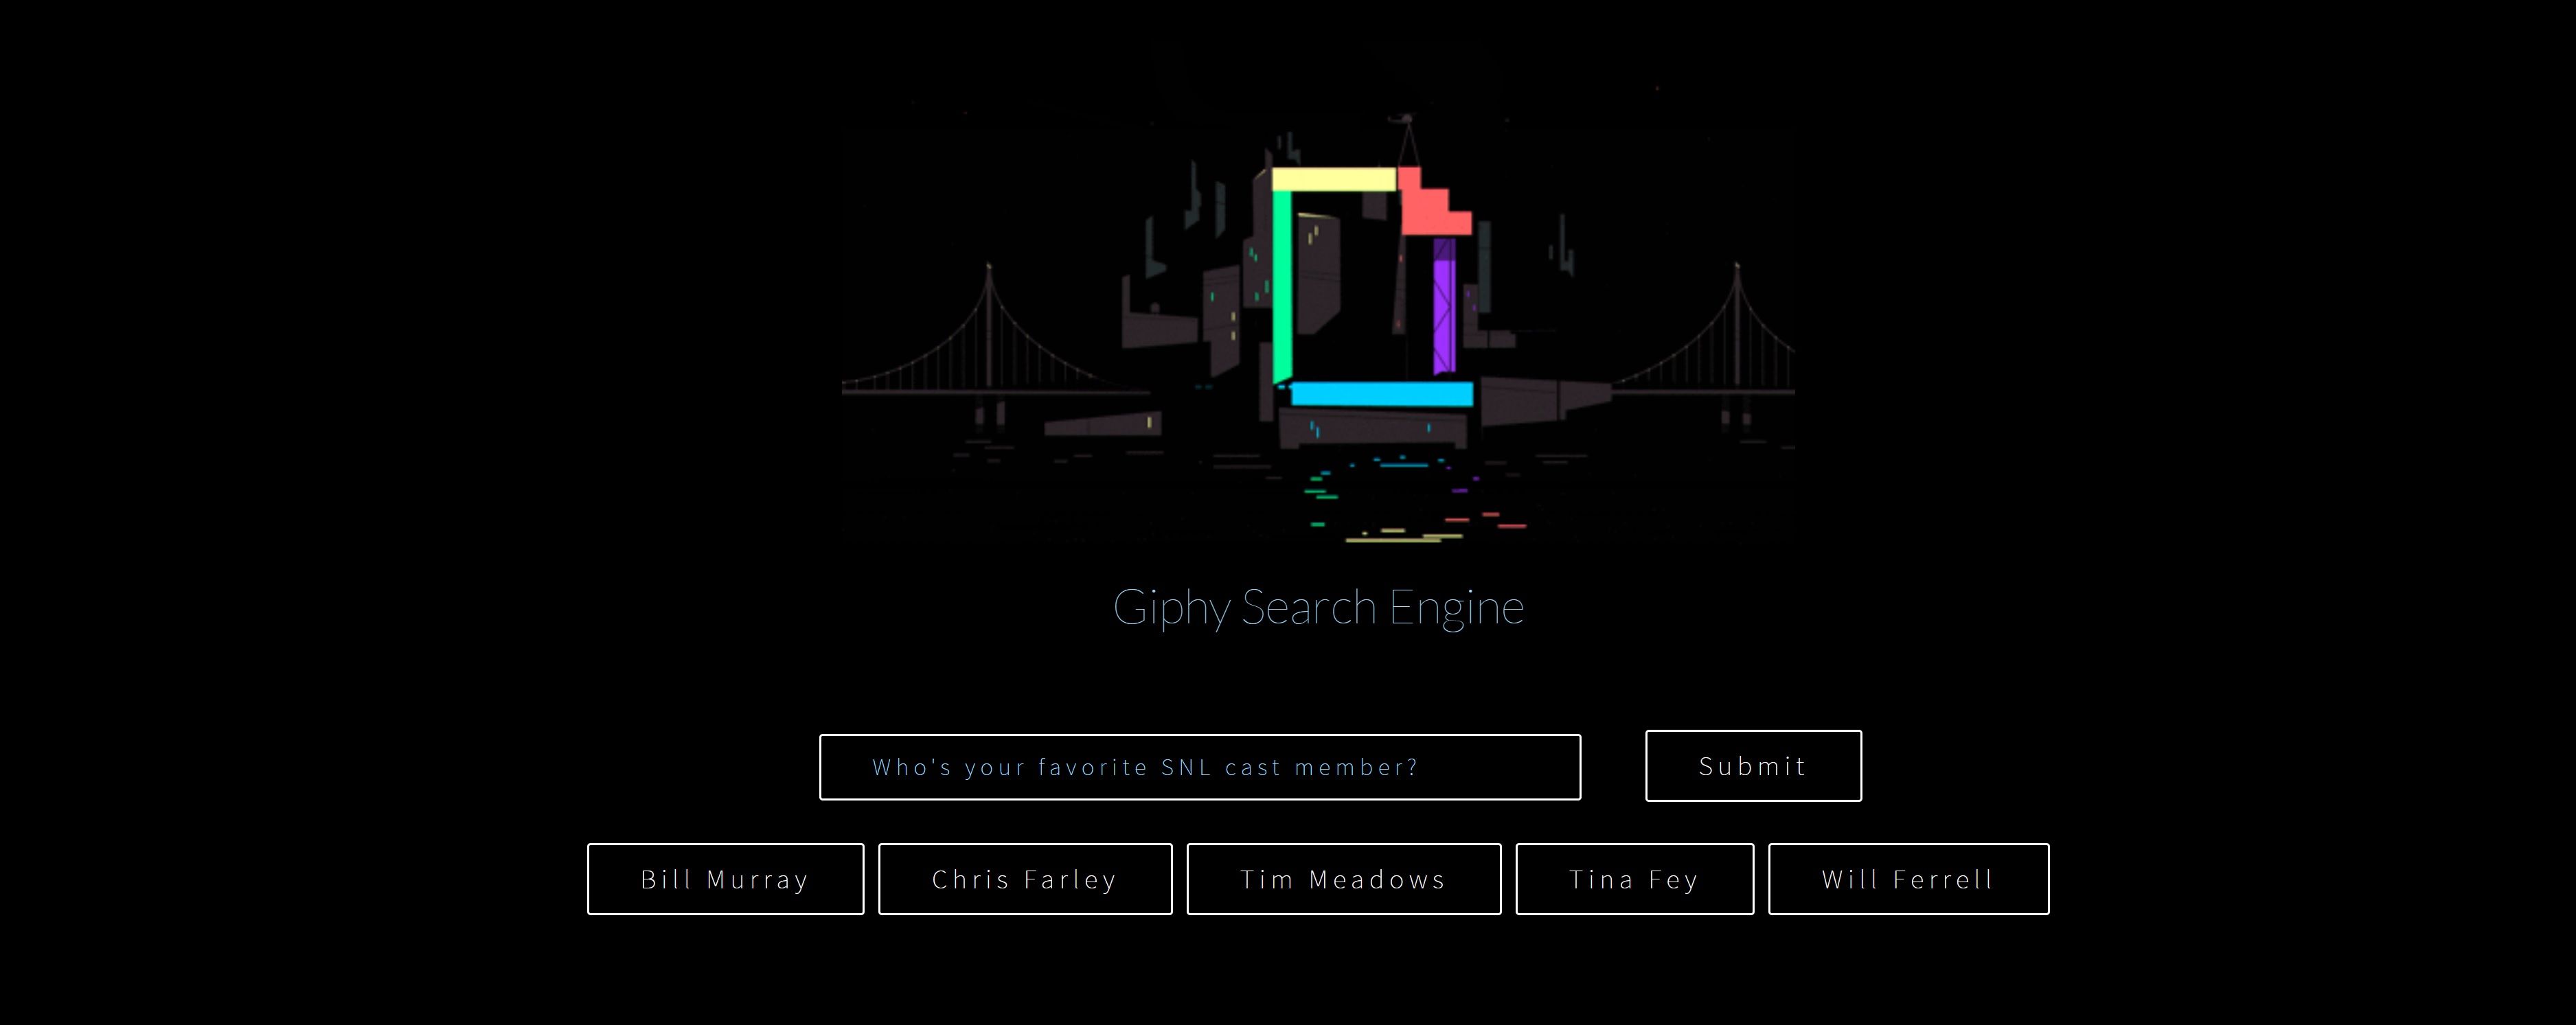 Giphy Search Engine
Who's your favorite SNL cast member?
Submit
Bill Murray
Chris Farley
Tim Meadows
Tina Fey
Will Ferrell